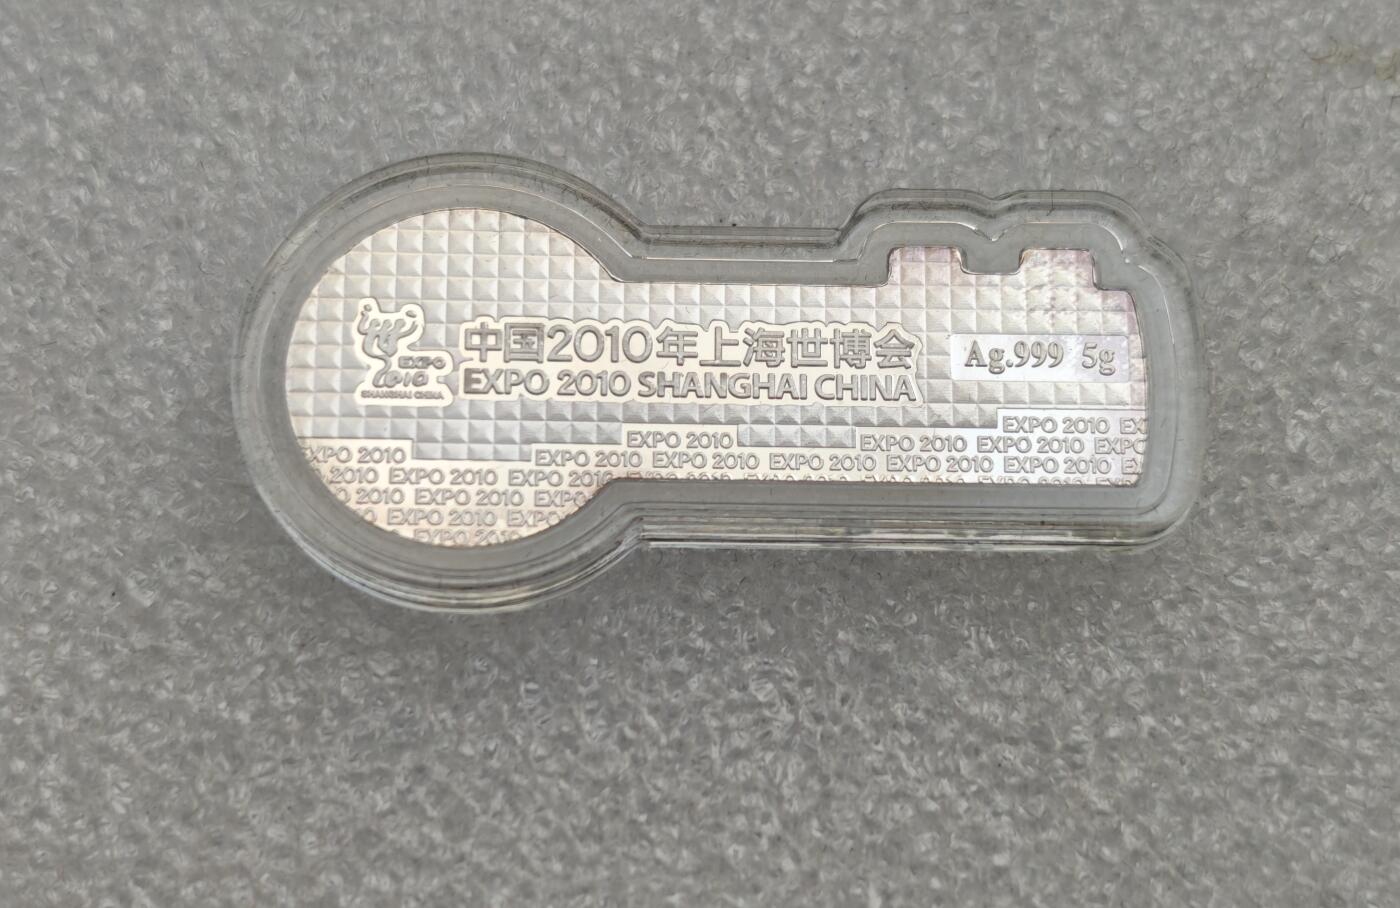 EXPO
2010
SHANGHAI CHINA
中国2010年上海世博会
EXPO 2010 SHANGHAI CHINA
Ag.999 5g
EXPO 2010
EXPO 2010 EXPO 2010 EXPO 2010
EXPO 2010 EXPO 2010 EXPO 2010 EXPO 2010 EXPO 2010
2010 EXPO 2010 EXPO 2010
2010 EXPO 2010 EXPO
EXPO 2010 EXPO
EXPO 2010